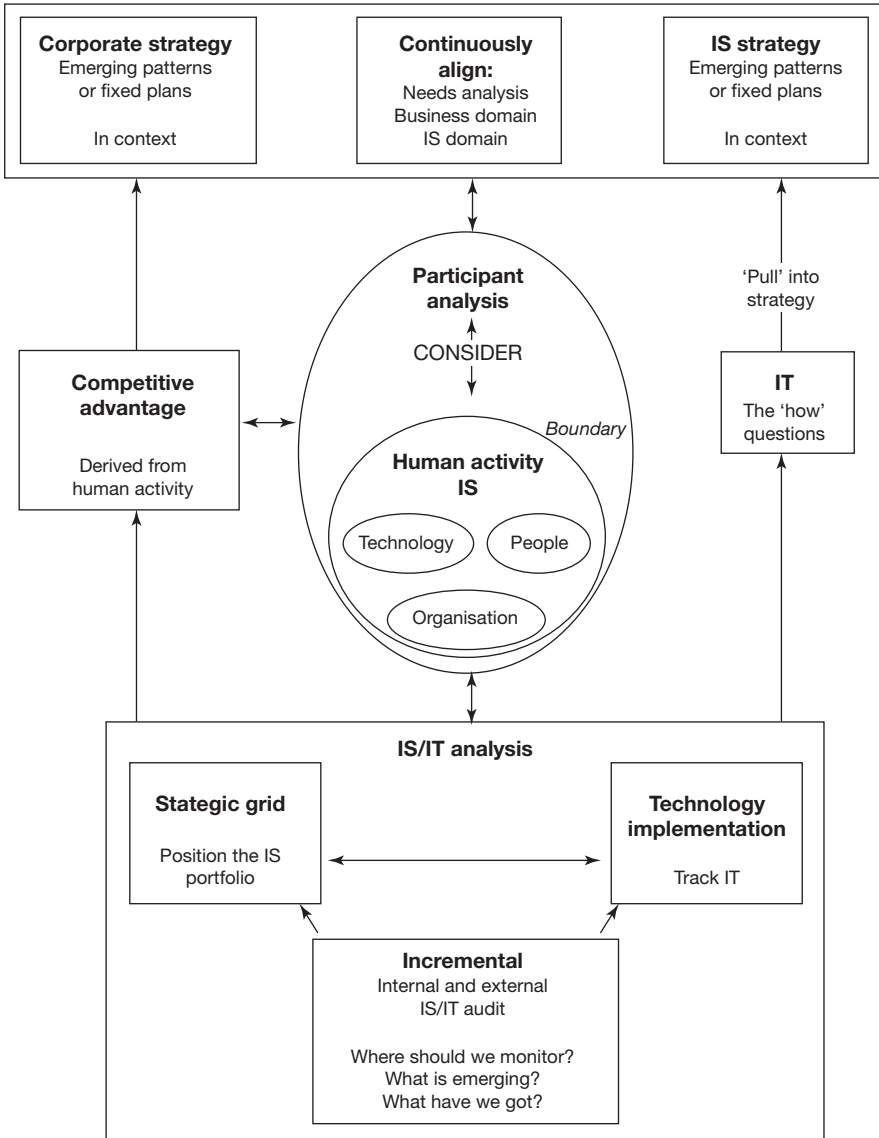 Corporate strategy
Emerging patterns
or fixed plans
In context
Continuously
align:
Needs analysis
Business domain
IS domain
IS strategy
Emerging patterns
or fixed plans
In context
Participant
analysis
CONSIDER
‘Pull’ into
strategy
Competitive
advantage
Derived from
human activity
Boundary
Human activity
IS
Technology
People
Organisation
IT
The ‘how’
questions
IS/IT analysis
Stategic grid
Position the IS
portfolio
Technology
implementation
Track IT
Incremental
Internal and external
IS/IT audit
Where should we monitor?
What is emerging?
What have we got?